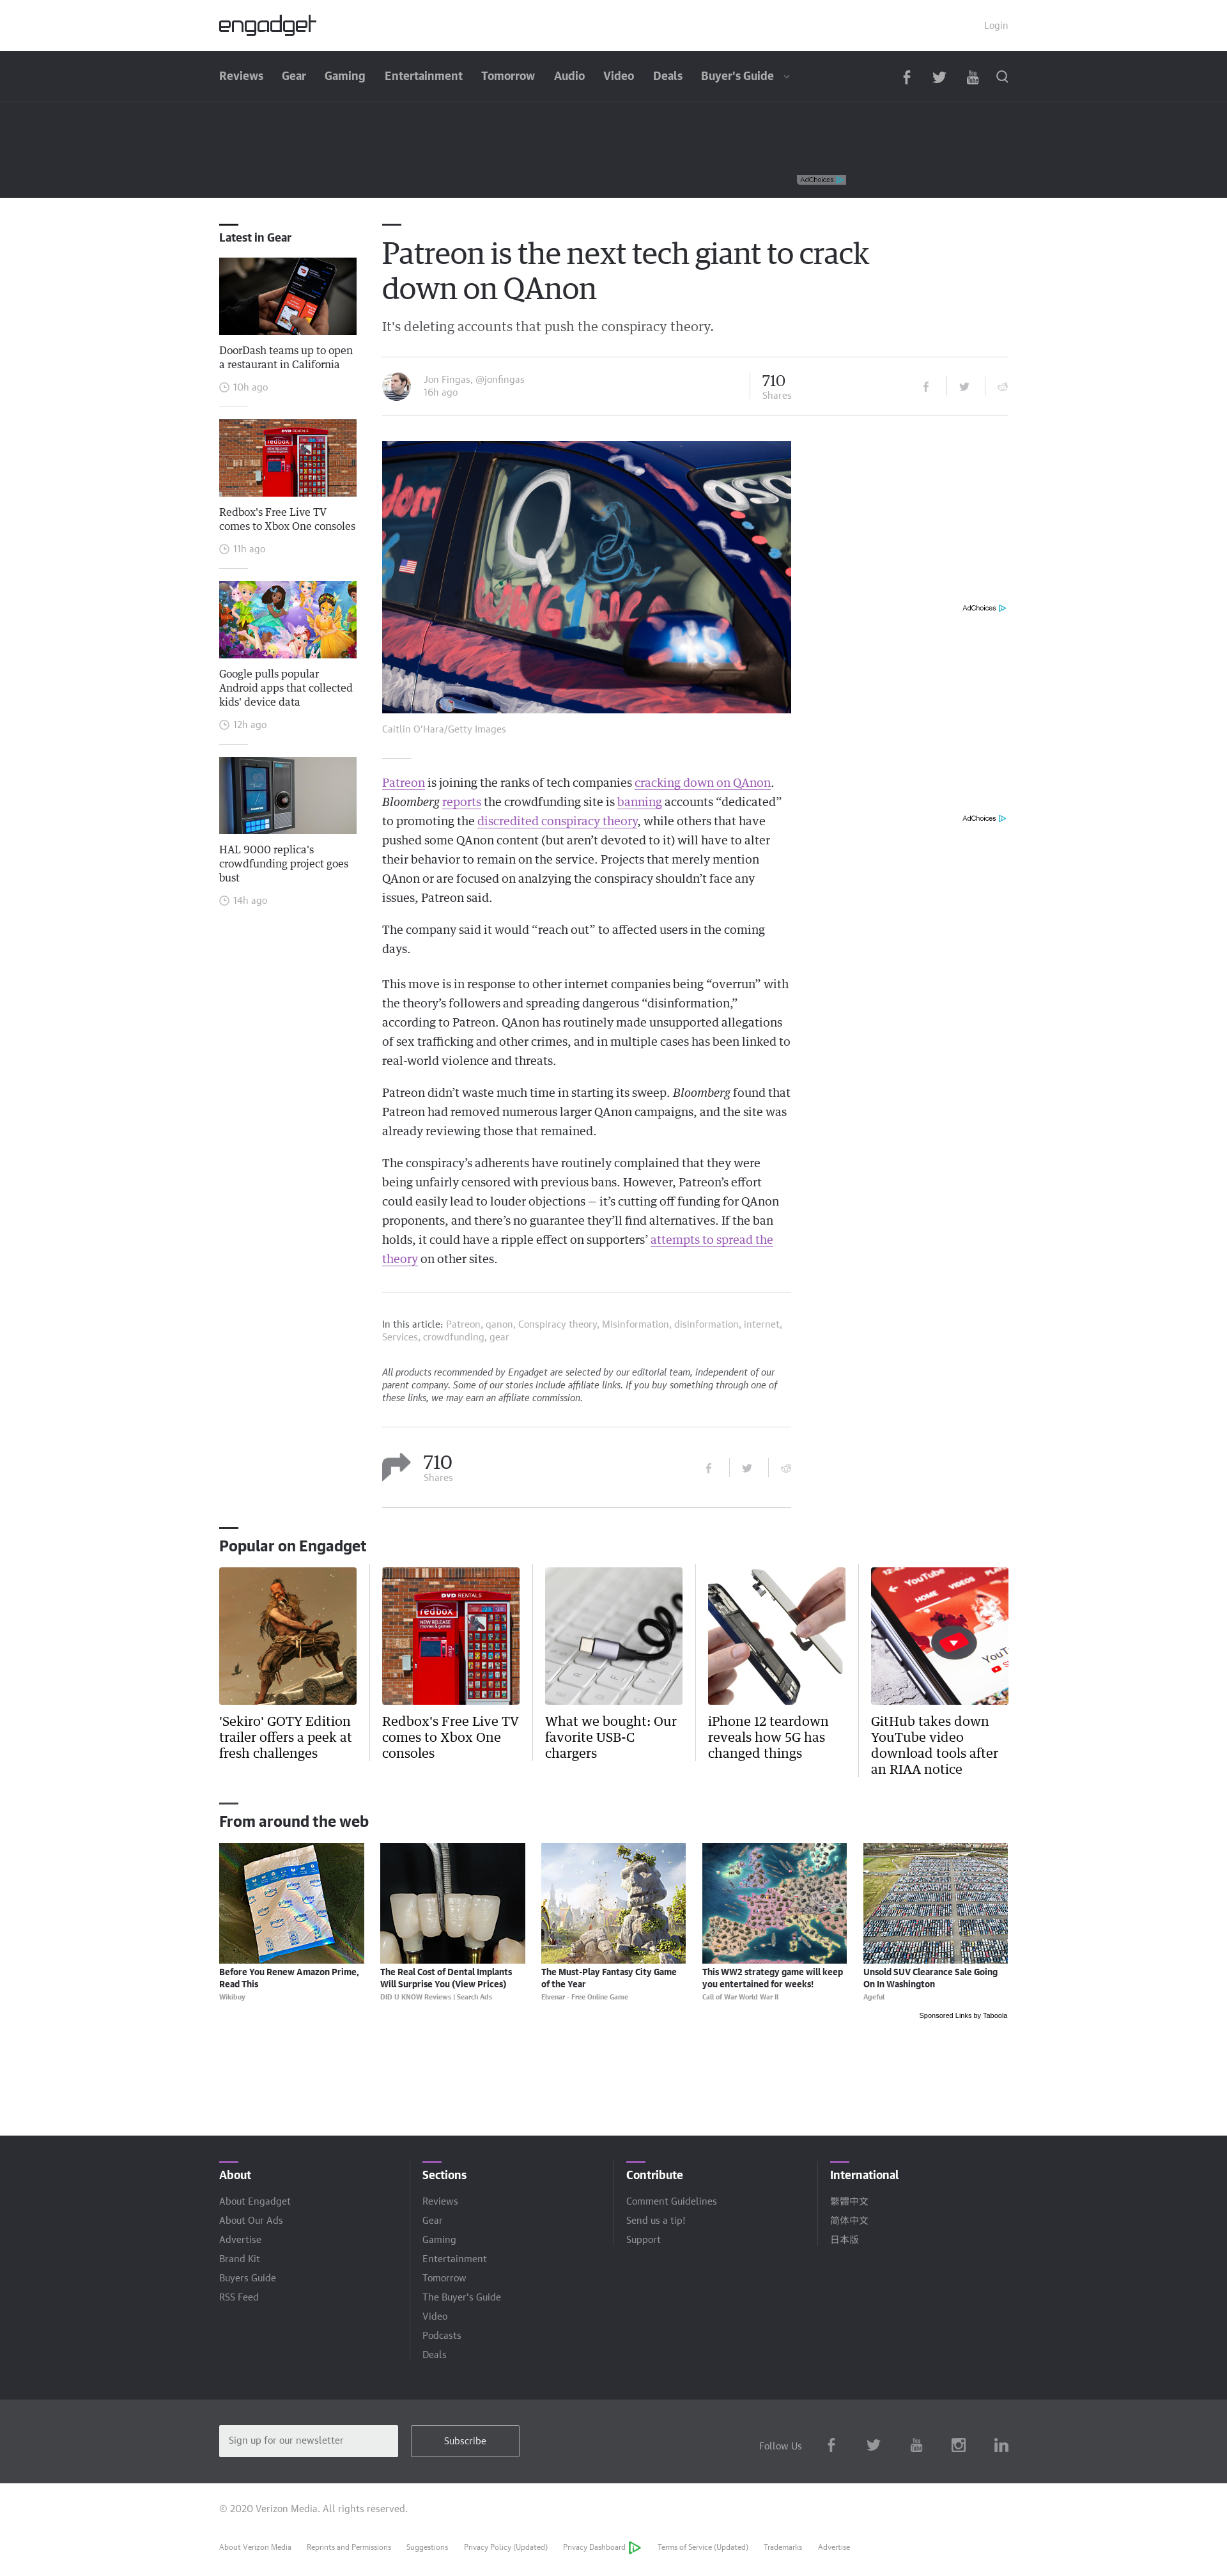 engadget
Login
Reviews Gear Gaming Entertainment Tomorrow Audio Video Deals Buyer's Guide
AdChoices
Latest in Gear
DoorDash teams up to open
a restaurant in California
10h ago
Redbox's Free Live TV
comes to Xbox One consoles
11h ago
Google pulls popular
Android apps that collected
kids' device data
12h ago
HAL 9000 replica's
crowdfunding project goes
bust
14h ago
Patreon is the next tech giant to crack
down on QAnon
It's deleting accounts that push the conspiracy theory.
Jon Fingas, @jonfingas
16h ago
710
Shares
Caitlin O'Hara/Getty Images
AdChoices
AdChoices
Patreon is joining the ranks of tech companies cracking down on QAnon.
Bloomberg reports the crowdfunding site is banning accounts “dedicated”
to promoting the discredited conspiracy theory, while others that have
pushed some QAnon content (but aren’t devoted to it) will have to alter
their behavior to remain on the service. Projects that merely mention
QAnon or are focused on analzying the conspiracy shouldn’t face any
issues, Patreon said.
The company said it would “reach out” to affected users in the coming
days.
This move is in response to other internet companies being “overrun” with
the theory’s followers and spreading dangerous “disinformation,”
according to Patreon. QAnon has routinely made unsupported allegations
of sex trafficking and other crimes, and in multiple cases has been linked to
real-world violence and threats.
Patreon didn’t waste much time in starting its sweep. Bloomberg found that
Patreon had removed numerous larger QAnon campaigns, and the site was
already reviewing those that remained.
The conspiracy’s adherents have routinely complained that they were
being unfairly censored with previous bans. However, Patreon’s effort
could easily lead to louder objections — it’s cutting off funding for QAnon
proponents, and there’s no guarantee they’ll find alternatives. If the ban
holds, it could have a ripple effect on supporters’ attempts to spread the
theory on other sites.
In this article: Patreon, qanon, Conspiracy theory, Misinformation, disinformation, internet,
Services, crowdfunding, gear
All products recommended by Engadget are selected by our editorial team, independent of our
parent company. Some of our stories include affiliate links. If you buy something through one of
these links, we may earn an affiliate commission.
710
Shares
Popular on Engadget
'Sekiro' GOTY Edition
trailer offers a peek at
fresh challenges
DVD RENTALS
redbox
Redbox's Free Live TV
comes to Xbox One
consoles
What we bought: Our
favorite USB-C
chargers
iPhone 12 teardown
reveals how 5G has
changed things
YouTube
HOME VIDEOS
GitHub takes down
YouTube video
download tools after
an RIAA notice
From around the web
Before You Renew Amazon Prime,
Read This
Wikibuy
The Real Cost of Dental Implants
Will Surprise You (View Prices)
DID U KNOW Reviews | Search Ads
The Must-Play Fantasy City Game
of the Year
Elvenar - Free Online Game
This WW2 strategy game will keep
you entertained for weeks!
Call of War World War II
Unsold SUV Clearance Sale Going
On In Washington
Ageful
Sponsored Links by Taboola
About
About Engadget
About Our Ads
Advertise
Brand Kit
Buyers Guide
RSS Feed
Sections
Reviews
Gear
Gaming
Entertainment
Tomorrow
The Buyer's Guide
Video
Podcasts
Deals
Contribute
Comment Guidelines
Send us a tip!
Support
International
繁體中文
简体中文
日本版
Sign up for our newsletter
Subscribe
Follow Us
© 2020 Verizon Media. All rights reserved.
About Verizon Media Reprints and Permissions Suggestions Privacy Policy (Updated) Privacy Dashboard Terms of Service (Updated) Trademarks Advertise